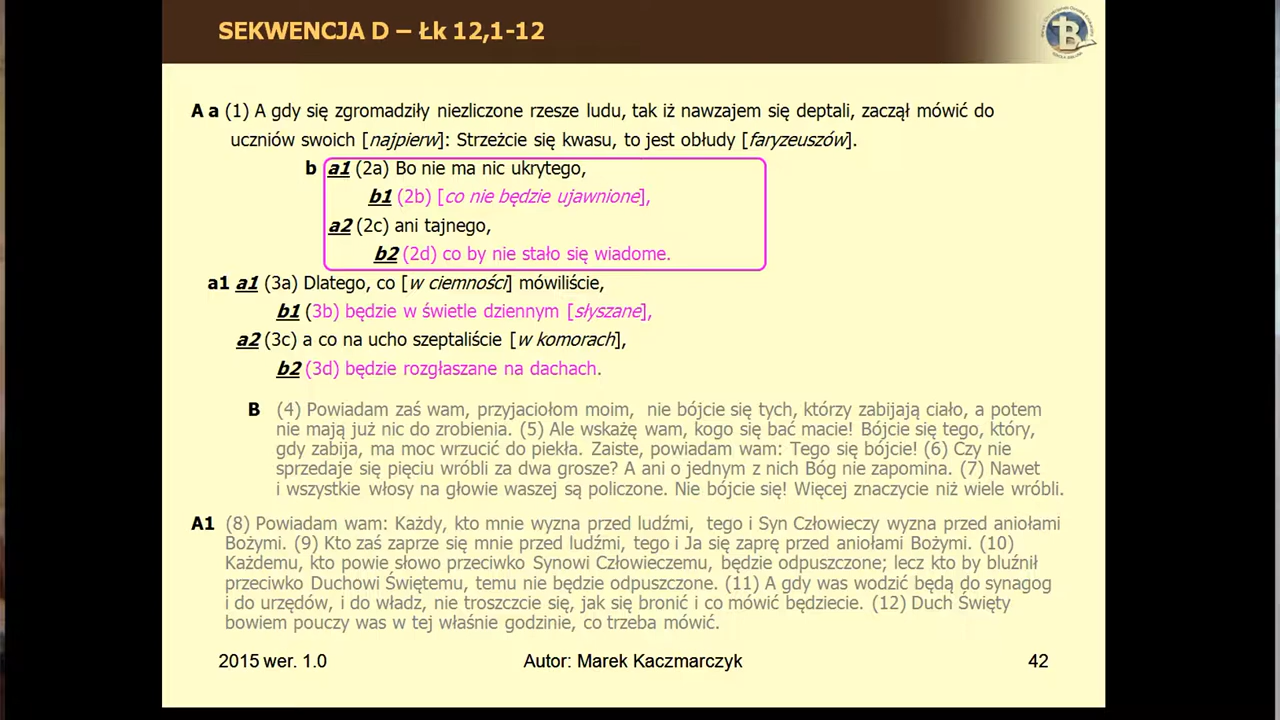 SEKWENCJA D – Łk 12,1-12
A a (1) A gdy się zgromadziły niezliczone rzesze ludu, tak iż nawzajem się deptali, zaczął mówić do
uczniów swoich [najpierw]: Strzeżcie się kwasu, to jest obłudy [faryzeuszów].
b a1 (2a) Bo nie ma nic ukrytego,
b1 (2b) [co nie będzie ujawnione],
a2 (2c) ani tajnego,
b2 (2d) co by nie stało się wiadome.
a1 a1 (3a) Dlatego, co [w ciemności] mówiliście,
b1 (3b) będzie w świetle dziennym [słyszane],
a2 (3c) a co na ucho szeptaliście [w komorach],
b2 (3d) będzie rozgłaszane na dachach.
B (4) Powiadam zaś wam, przyjaciołom moim, nie bójcie się tych, którzy zabijają ciało, a potem
nie mają już nic do zrobienia. (5) Ale wskażę wam, kogo się bać macie! Bójcie się tego, który,
gdy zabija, ma moc wrzucić do piekła. Zaiste, powiadam wam: Tego się bójcie! (6) Czy nie
sprzedaje się pięciu wróbli za dwa grosze? A ani o jednym z nich Bóg nie zapomina. (7) Nawet
i wszystkie włosy na głowie waszej są policzone. Nie bójcie się! Więcej znaczycie niż wiele wróbli.
A1 (8) Powiadam wam: Każdy, kto mnie wyzna przed ludźmi, tego i Syn Człowieczy wyzna przed aniołami
Bożymi. (9) Kto zaś zaprze się mnie przed ludźmi, tego i Ja się zaprę przed aniołami Bożymi. (10)
Każdemu, kto powie słowo przeciwko Synowi Człowieczemu, będzie odpuszczone; lecz kto by bluźnił
przeciwko Duchowi Świętemu, temu nie będzie odpuszczone. (11) A gdy was wodzić będą do synagog
i do urzędów, i do władz, nie troszczcie się, jak się bronić i co mówić będziecie. (12) Duch Święty
bowiem pouczy was w tej właśnie godzinie, co trzeba mówić.
2015 wer. 1.0
Autor: Marek Kaczmarczyk
42